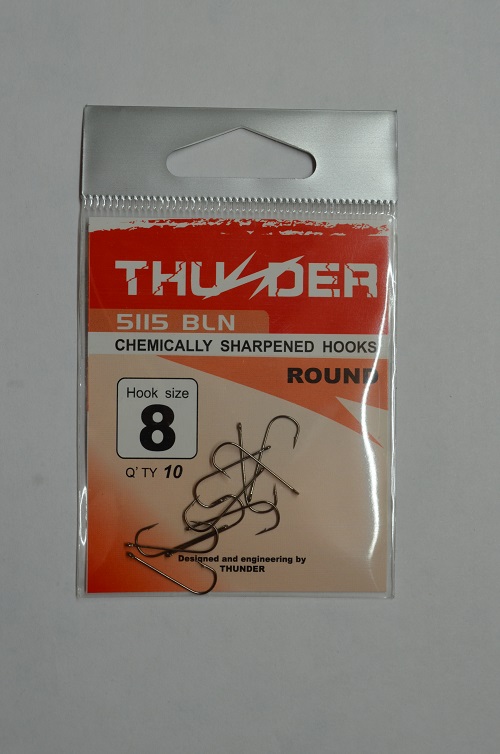 THUNDER
5115 BLN
CHEMICALLY SHARPENED HOOKS
ROUND
Hook size
8
Q' TY 10
Designed and engineering by
THUNDER